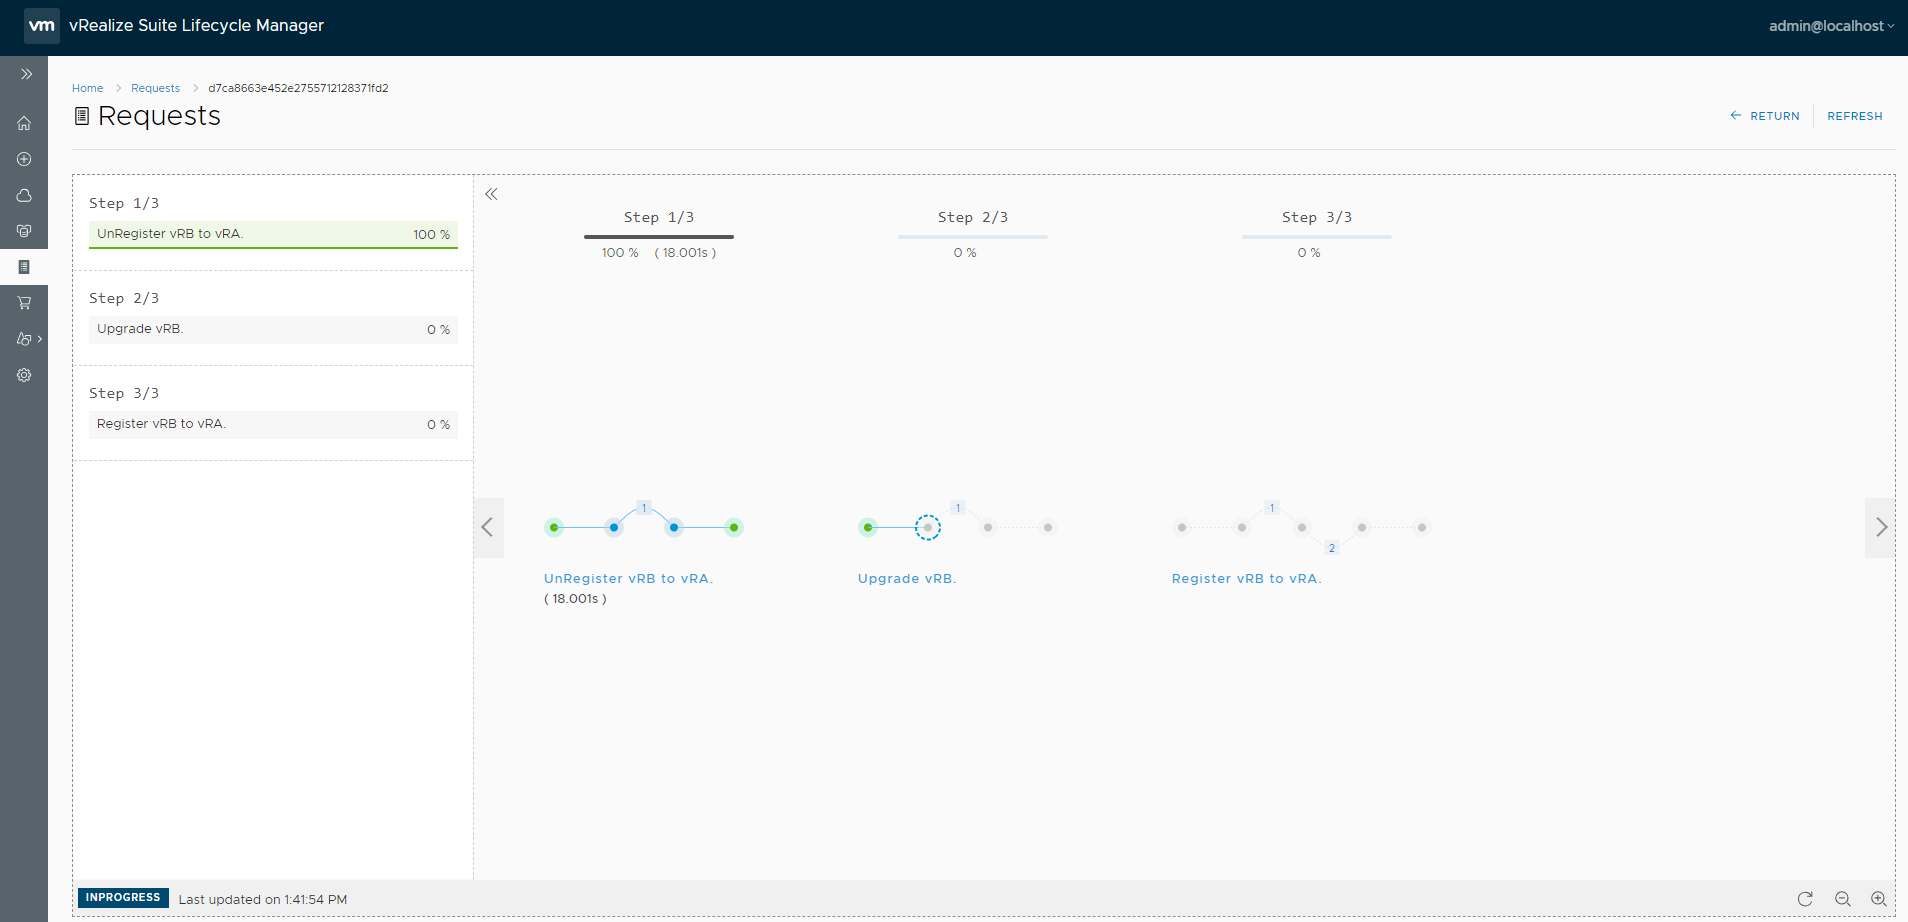 vm vRealize Suite Lifecycle Manager
admin@localhost
Home Requests d7ca8663e452e2755712128371fd2
Requests
RETURN REFRESH
Step 1/3
UnRegister vRB to vRA. 100 %
Step 2/3
Upgrade vRB. 0 %
Step 3/3
Register vRB to vRA. 0 %
Step 1/3 Step 2/3 Step 3/3
100 % ( 18.001s ) 0 % 0 %
1 1 1
2
UnRegister vRB to vRA. Upgrade vRB. Register vRB to vRA.
( 18.001s )
INPROGRESS Last updated on 1:41:54 PM